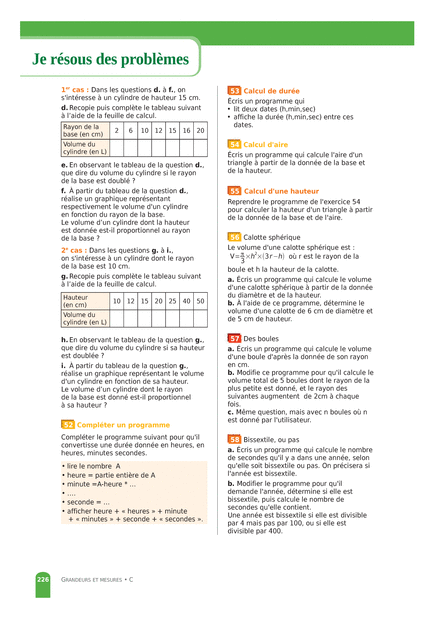 Je résous des problèmes
1er cas : Dans les questions d. à f., on
s'intéresse à un cylindre de hauteur 15 cm.
d. Recopie puis complète le tableau suivant
à l'aide de la feuille de calcul.
Rayon de la base (en cm) 2 6 10 12 15 16 20
Volume du cylindre (en L)
e. En observant le tableau de la question d.,
que dire du volume du cylindre si le rayon
de la base est doublé ?
f. À partir du tableau de la question d.,
réalise un graphique représentant
respectivement le volume d'un cylindre
en fonction du rayon de la base.
Le volume d'un cylindre dont la hauteur
est donnée est-il proportionnel au rayon
de la base ?
2e cas : Dans les questions g. à i.,
on s'intéresse à un cylindre dont le rayon
de la base est 10 cm.
g. Recopie puis complète le tableau suivant
à l'aide de la feuille de calcul.
Hauteur (en cm) 10 12 15 20 25 40 50
Volume du cylindre (en L)
h. En observant le tableau de la question g.,
que dire du volume du cylindre si sa hauteur
est doublée ?
i. À partir du tableau de la question g.,
réalise un graphique représentant le volume
d'un cylindre en fonction de sa hauteur.
Le volume d'un cylindre dont le rayon
de la base est donné est-il proportionnel
à sa hauteur ?
52 Compléter un programme
Compléter le programme suivant pour qu'il
convertisse une durée donnée en heures, en
heures, minutes secondes.
• lire le nombre A
• heure = partie entière de A
• minute =A-heure * ...
• ....
• seconde = ...
• afficher heure + « heures » + minute
+ « minutes » + seconde + « secondes ».
53 Calcul de durée
Écris un programme qui
• lit deux dates (h,min,sec)
• affiche la durée (h,min,sec) entre ces
dates.
54 Calcul d'aire
Écris un programme qui calcule l'aire d'un
triangle à partir de la donnée de la base et
de la hauteur.
55 Calcul d'hauteur
Reprendre le programme de l'exercice 54
pour calculer la hauteur d'un triangle à partir
de la donnée de la base et de l'aire.
56 Calotte sphérique
Le volume d'une calotte sphérique est :
V=π/3×h²×(3r−h) où r est le rayon de la
boule et h la hauteur de la calotte.
a. Écris un programme qui calcule le volume
d'une calotte sphérique à partir de la donnée
du diamètre et de la hauteur.
b. À l'aide de ce programme, détermine le
volume d'une calotte de 6 cm de diamètre et
de 5 cm de hauteur.
57 Des boules
a. Écris un programme qui calcule le volume
d'une boule d'après la donnée de son rayon
en cm.
b. Modifie ce programme pour qu'il calcule le
volume total de 5 boules dont le rayon de la
plus petite est donné, et le rayon des
suivantes augmentent de 2cm à chaque
fois.
c. Même question, mais avec n boules où n
est donné par l'utilisateur.
58 Bissextile, ou pas
a. Écris un programme qui calcule le nombre
de secondes qu'il y a dans une année, selon
qu'elle soit bissextile ou pas. On précisera si
l'année est bissextile.
b. Modifier le programme pour qu'il
demande l'année, détermine si elle est
bissextile, puis calcule le nombre de
secondes qu'elle contient.
Une année est bissextile si elle est divisible
par 4 mais pas par 100, ou si elle est
divisible par 400.
226 GRANDEURS ET MESURES • C